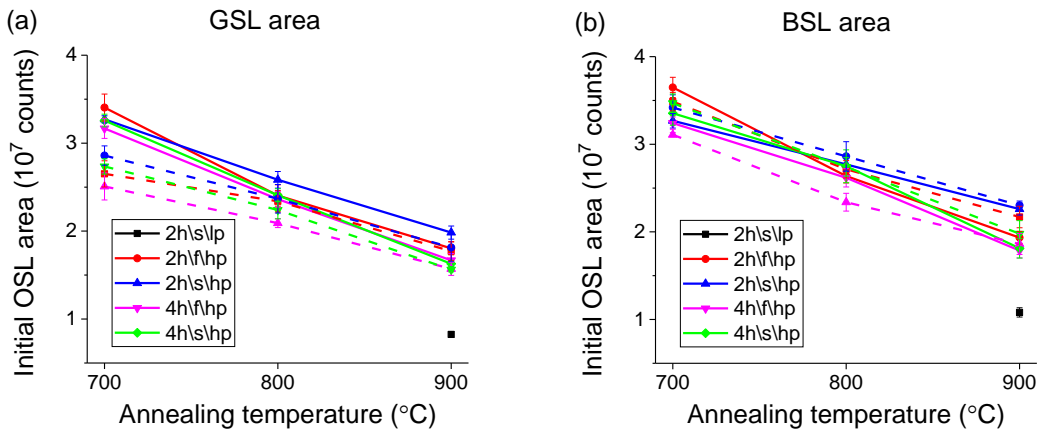 (a)
GSL area
Initial OSL area (10⁷ counts)
4
3
2
1
2h\s\lp
2h\f\hp
2h\s\hp
4h\f\hp
4h\s\hp
700
800
900
Annealing temperature (°C)
(b)
BSL area
Initial OSL area (10⁷ counts)
4
3
2
1
2h\s\lp
2h\f\hp
2h\s\hp
4h\f\hp
4h\s\hp
700
800
900
Annealing temperature (°C)